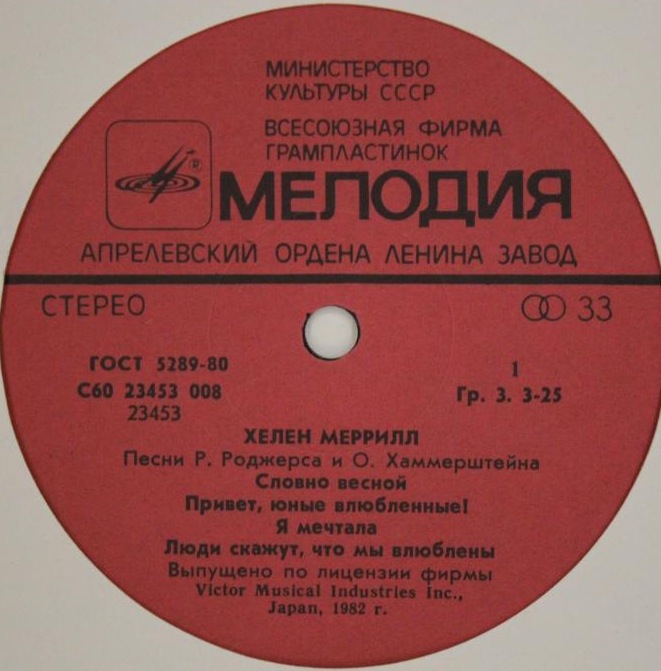 МИНИСТЕРСТВО
КУЛЬТУРЫ СССР
ВСЕСОЮЗНАЯ ФИРМА
ГРАМПЛАСТИНОК
®
МЕЛОДИЯ
АПРЕЛЕВСКИЙ ОРДЕНА ЛЕНИНА ЗАВОД
СТЕРЕО
33
ГОСТ 5289-80
С60 23453 008
23453
1
Гр. 3. 3-25
ХЕЛЕН МЕРРИЛЛ
Песни Р. Роджерса и О. Хаммерштейна
Словно весной
Привет, юные влюбленные!
Я мечтала
Люди скажут, что мы влюблены
Выпущено по лицензии фирмы
Victor Musical Industries Inc.,
Japan, 1982 г.